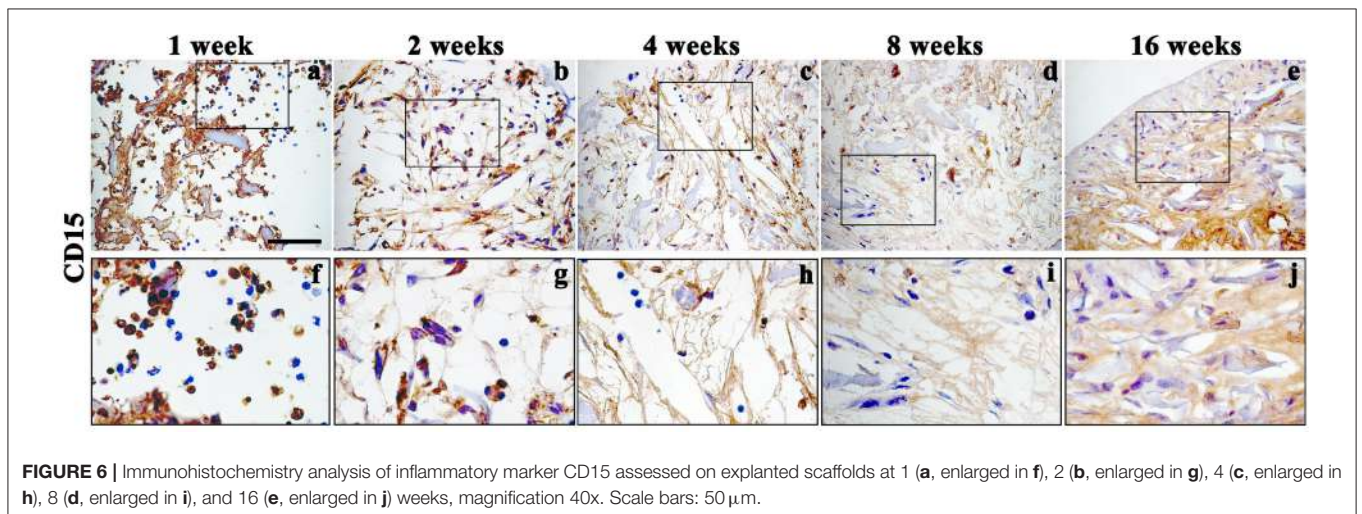 1 week 2 weeks 4 weeks 8 weeks 16 weeks
a b c d e
CD15
f g h i j
FIGURE 6 | Immunohistochemistry analysis of inflammatory marker CD15 assessed on explanted scaffolds at 1 (a, enlarged in f), 2 (b, enlarged in g), 4 (c, enlarged in
h), 8 (d, enlarged in i), and 16 (e, enlarged in j) weeks, magnification 40x. Scale bars: 50 μm.